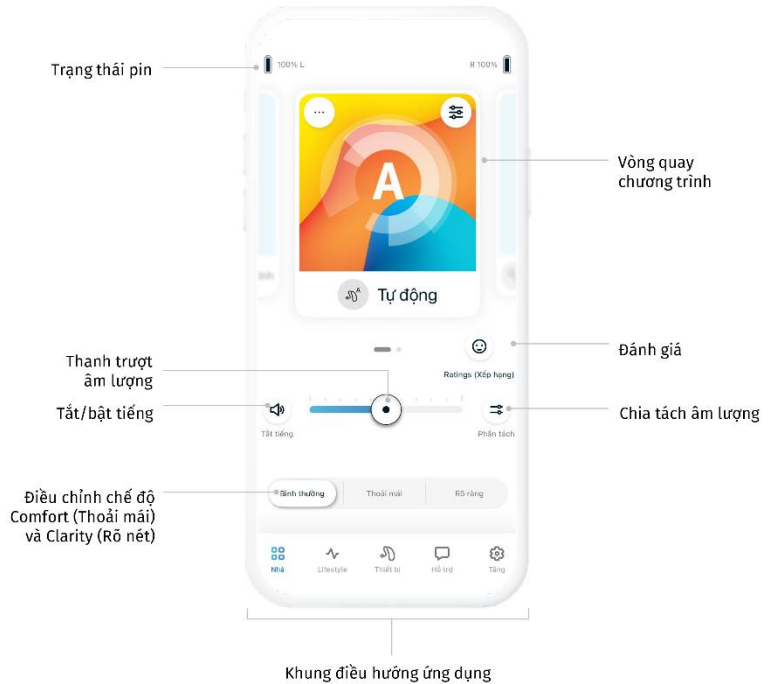 Trạng thái pin
100% L
R 100%
A
Vòng quay
chương trình
A
Tự động
Đánh giá
Ratings (Xếp hạng)
Thanh trượt
âm lượng
Tắt/bật tiếng
Tắt tiếng
Phân tách
Chia tách âm lượng
Điều chỉnh chế độ
Comfort (Thoải mái)
và Clarity (Rõ nét)
Bình thường
Thoải mái
Rõ ràng
Nhà
Lifestyle
Thiết bị
Hỗ trợ
Tăng
Khung điều hướng ứng dụng